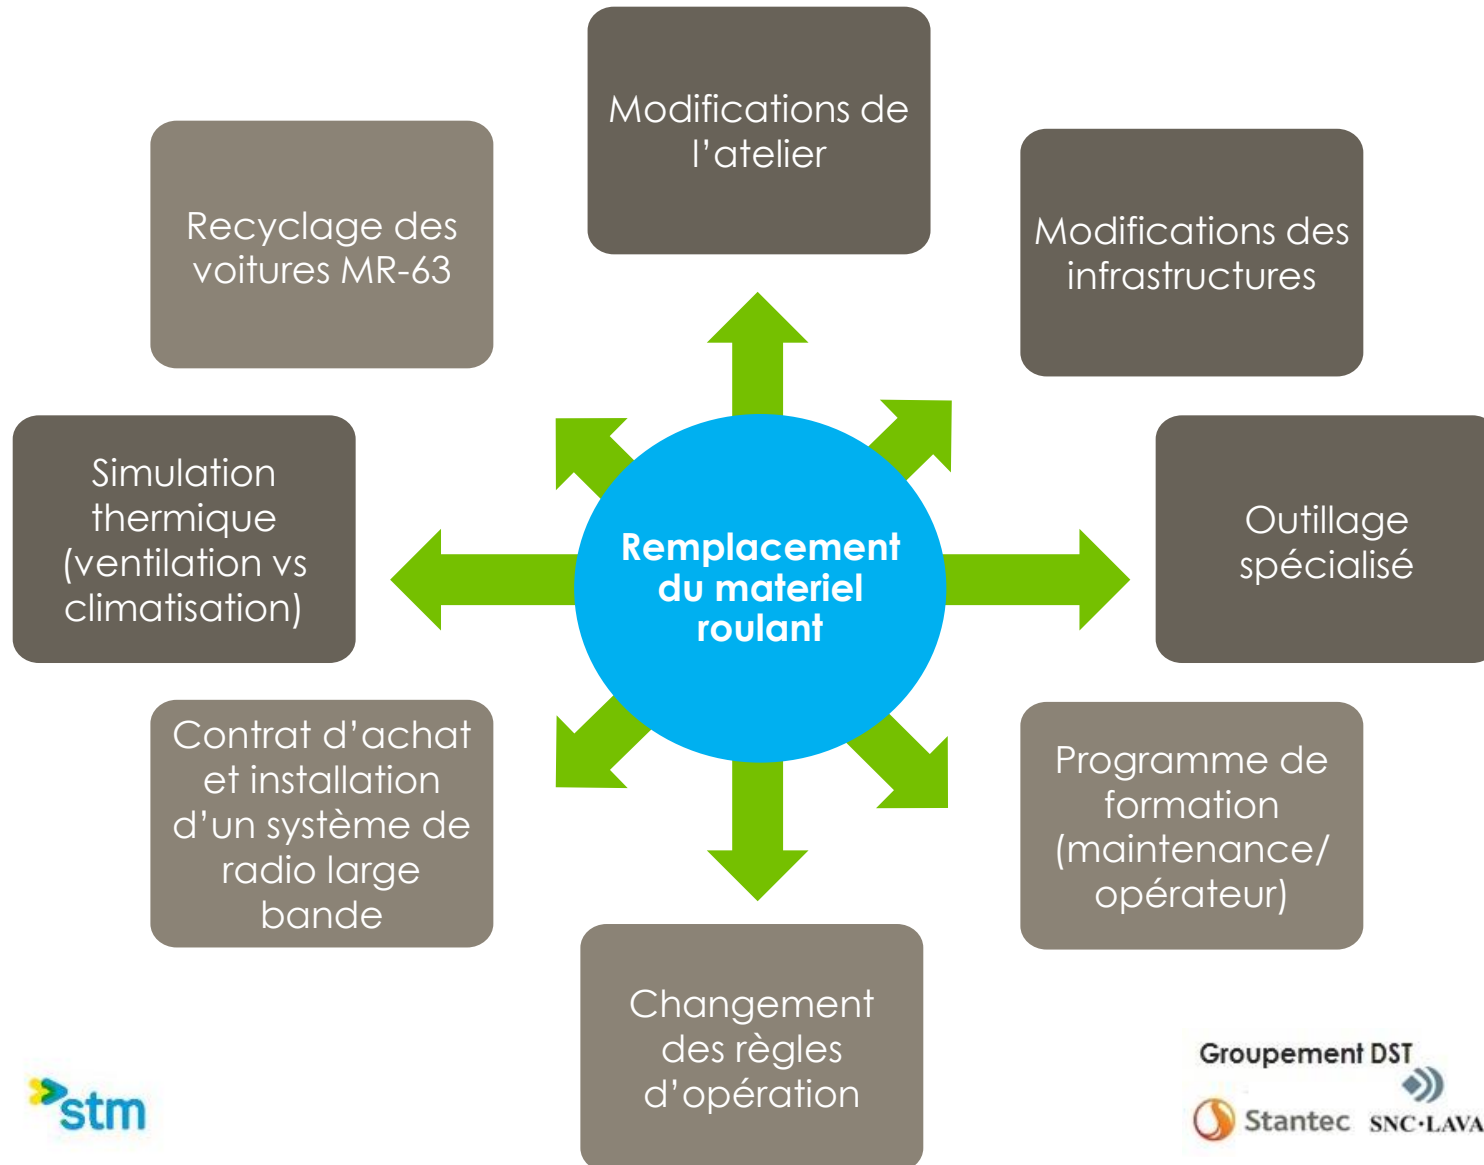 Modifications de
l’atelier
Recyclage des
voitures MR-63
Modifications des
infrastructures
Simulation
thermique
(ventilation vs
climatisation)
Remplacement
du materiel
roulant
Outillage
spécialisé
Contrat d’achat
et installation
d’un système de
radio large
bande
Programme de
formation
(maintenance/
opérateur)
Changement
des règles
d’opération
stm
Groupement DST
Stantec
SNC·LAVA